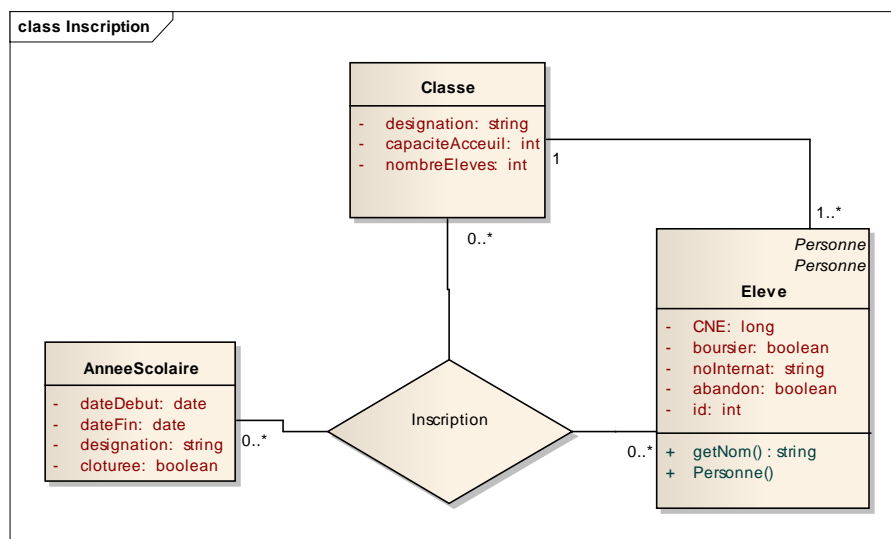 class Inscription
Classe
- designation: string
- capaciteAcceuil: int
- nombreEleves: int
1
1..*
0..*
Personne
Personne
Eleve
- CNE: long
- boursier: boolean
- noInternat: string
- abandon: boolean
- id: int
+ getNom() : string
+ Personne()
AnneeScolaire
- dateDebut: date
- dateFin: date
- designation: string
- cloturee: boolean
0..*
Inscription
0..*